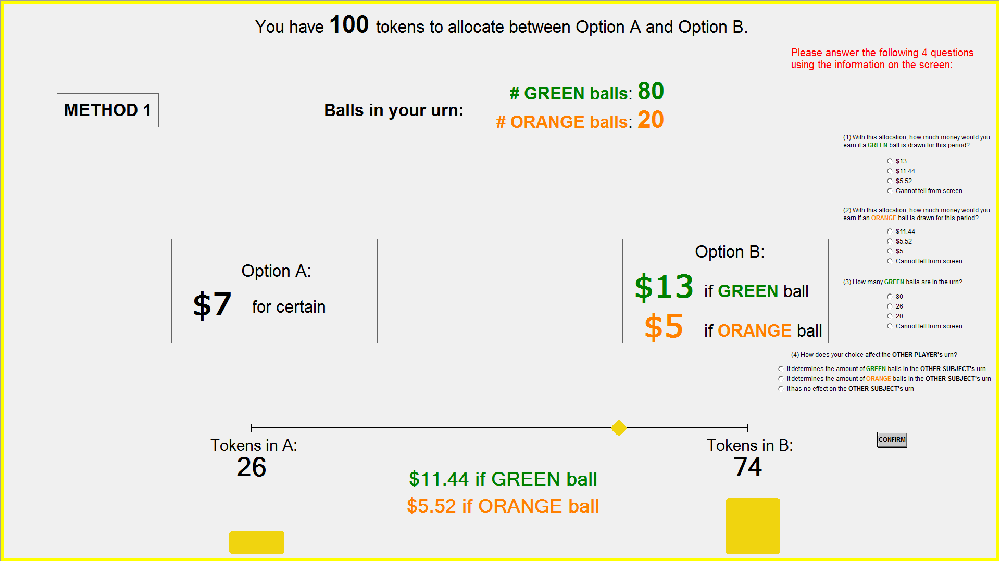 You have 100 tokens to allocate between Option A and Option B.
Please answer the following 4 questions
using the information on the screen:
METHOD 1
Balls in your urn:
# GREEN balls: 80
# ORANGE balls: 20
(1) With this allocation, how much money would you
earn if a GREEN ball is drawn for this period?
$13
$11.44
$5.52
Cannot tell from screen
(2) With this allocation, how much money would you
earn if an ORANGE ball is drawn for this period?
$11.44
$5.52
$5
Cannot tell from screen
(3) How many GREEN balls are in the urn?
80
26
20
Cannot tell from screen
(4) How does your choice affect the OTHER PLAYER's urn?
It determines the amount of GREEN balls in the OTHER SUBJECT's urn
It determines the amount of ORANGE balls in the OTHER SUBJECT's urn
It has no effect on the OTHER SUBJECT's urn
Option A:
$7 for certain
Option B:
$13 if GREEN ball
$5 if ORANGE ball
Tokens in A:
26
Tokens in B:
74
$11.44 if GREEN ball
$5.52 if ORANGE ball
CONFIRM